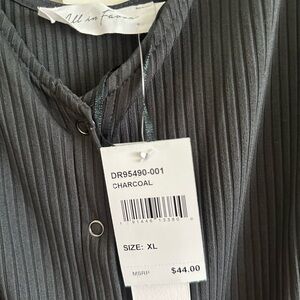 All in Favor
DR95490-001
CHARCOAL
SIZE: XL
MSRP $44.00